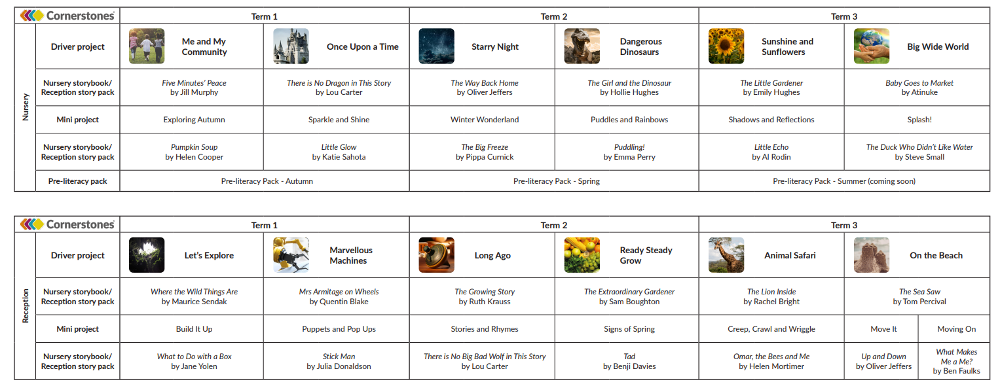 Cornerstones
Term 1
Term 2
Term 3
Nursery
Driver project
Me and My
Community
Once Upon a Time
Starry Night
Dangerous
Dinosaurs
Sunshine and
Sunflowers
Big Wide World
Nursery storybook/
Reception story pack
Five Minutes’ Peace
by Jill Murphy
There is No Dragon in This Story
by Lou Carter
The Way Back Home
by Oliver Jeffers
The Girl and the Dinosaur
by Hollie Hughes
The Little Gardener
by Emily Hughes
Baby Goes to Market
by Atinuke
Mini project
Exploring Autumn
Sparkle and Shine
Winter Wonderland
Puddles and Rainbows
Shadows and Reflections
Splash!
Nursery storybook/
Reception story pack
Pumpkin Soup
by Helen Cooper
Little Glow
by Katie Sahota
The Big Freeze
by Pippa Curnick
Puddling!
by Emma Perry
Little Echo
by Al Rodin
The Duck Who Didn’t Like Water
by Steve Small
Pre-literacy pack
Pre-literacy Pack - Autumn
Pre-literacy Pack - Spring
Pre-literacy Pack - Summer (coming soon)
Cornerstones
Term 1
Term 2
Term 3
Reception
Driver project
Let’s Explore
Marvellous
Machines
Long Ago
Ready Steady
Grow
Animal Safari
On the Beach
Nursery storybook/
Reception story pack
Where the Wild Things Are
by Maurice Sendak
Mrs Armitage on Wheels
by Quentin Blake
The Growing Story
by Ruth Krauss
The Extraordinary Gardener
by Sam Boughton
The Lion Inside
by Rachel Bright
The Sea Saw
by Tom Percival
Mini project
Build It Up
Puppets and Pop Ups
Stories and Rhymes
Signs of Spring
Creep, Crawl and Wriggle
Move It
Moving On
Nursery storybook/
Reception story pack
What to Do with a Box
by Jane Yolen
Stick Man
by Julia Donaldson
There is No Big Bad Wolf in This Story
by Lou Carter
Tad
by Benji Davies
Omar, the Bees and Me
by Helen Mortimer
Up and Down
by Oliver Jeffers
What Makes
Me a Me?
by Ben Faulks